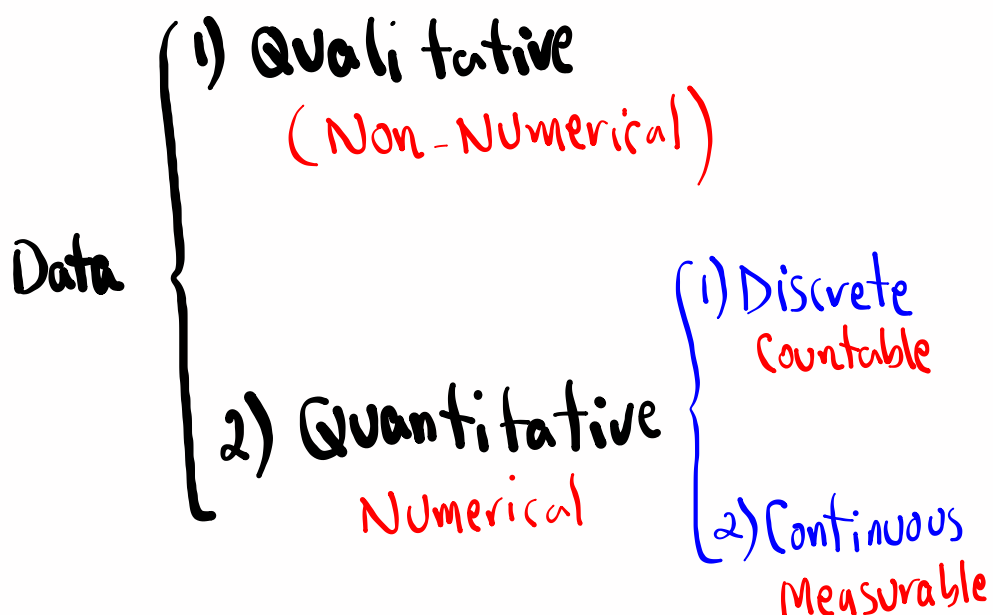 1) Qualitative
(Non-Numerical)
Data
1) Discrete
Countable
2) Quantitative
Numerical
2) Continuous
Measurable